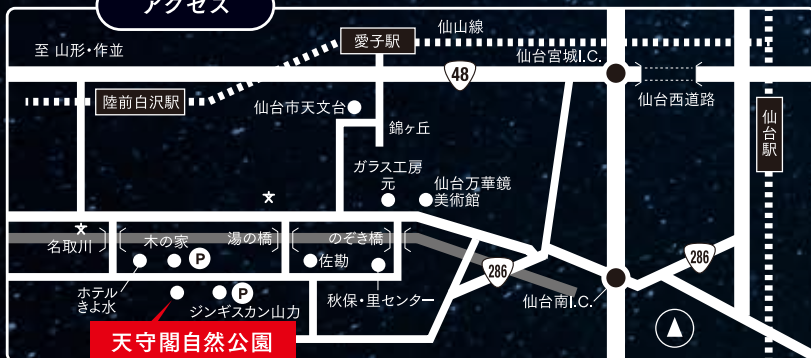 アクセス
至 山形・作並
愛子駅
仙山線
仙台宮城I.C.
48
陸前白沢駅
仙台西道路
仙台市天文台
錦ヶ丘
仙台駅
ガラス工房
元
仙台万華鏡
美術館
名取川
木の家
P
湯の橋
のぞき橋
佐勘
286
286
ホテル
きよ水
P
ジンギスカン山力
秋保・里センター
仙台南I.C.
天守閣自然公園